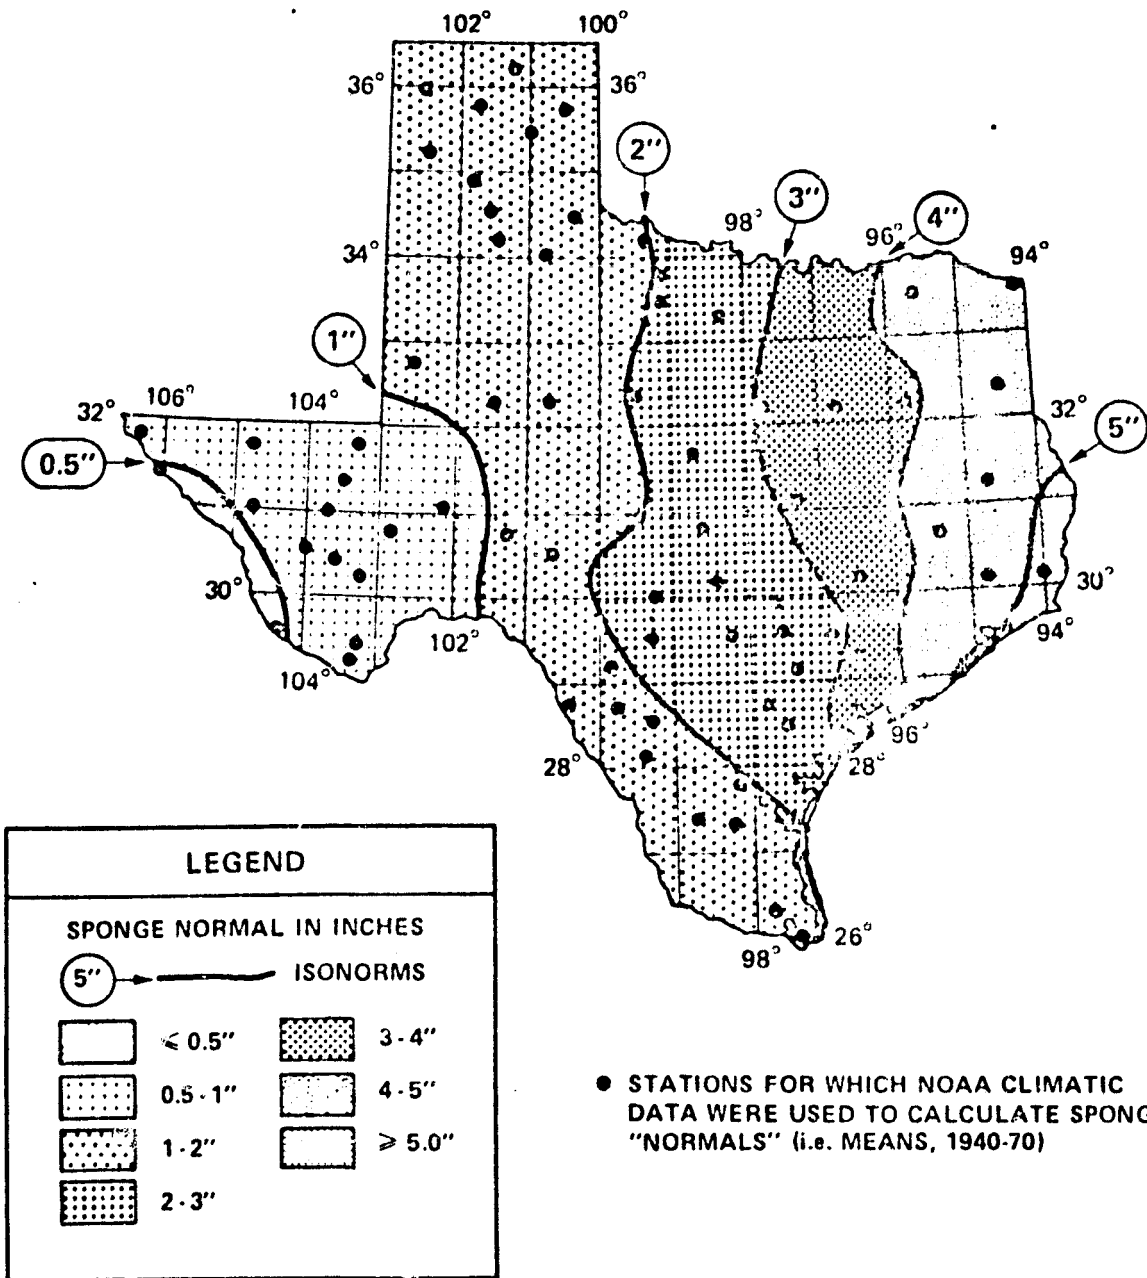 102° 100°
36° 36°
2"
98° 3" 96° 4" 94°
34°
1"
32° 106° 104° 32°
5"
0.5"
30° 30°
102° 94°
104°
96°
28° 28°
98° 26°
LEGEND
SPONGE NORMAL IN INCHES
5" ISONORMS
≤ 0.5" 3-4"
0.5-1" 4-5"
1-2" ≥ 5.0"
2-3"
● STATIONS FOR WHICH NOAA CLIMATIC
DATA WERE USED TO CALCULATE SPONG
"NORMALS" (i.e. MEANS, 1940-70)